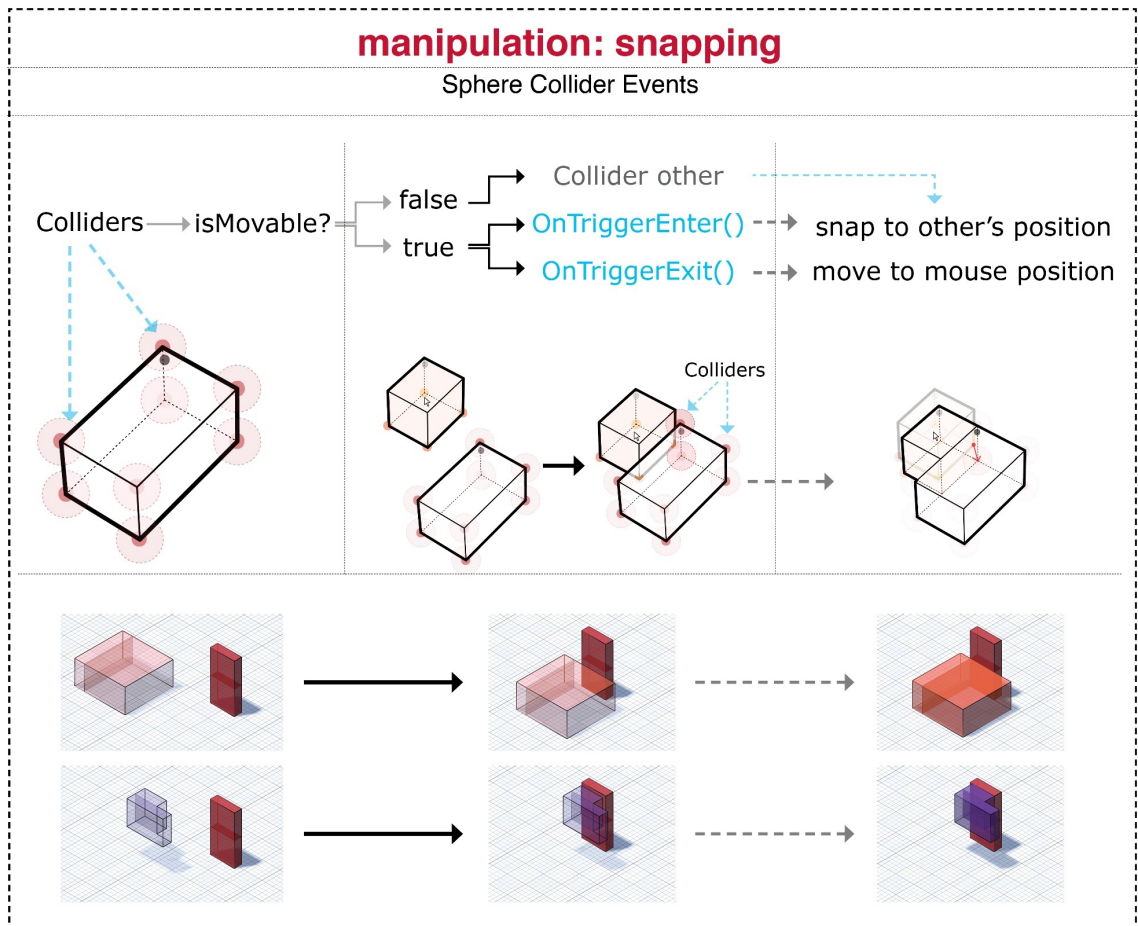 manipulation: snapping
Sphere Collider Events
Colliders
isMovable?
false
true
Collider other
OnTriggerEnter()
OnTriggerExit()
snap to other's position
move to mouse position
Colliders